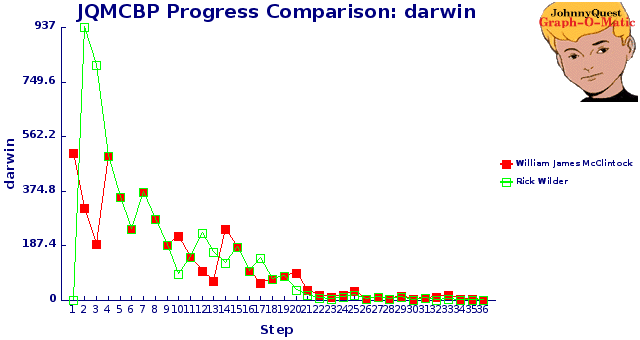 JQMCBP Progress Comparison: darwin
JohnnyQuest
Graph-O-Matic
937
749.6
562.2
374.8
187.4
0
darwin
1 2 3 4 5 6 7 8 9 10 11 12 13 14 15 16 17 18 19 20 21 22 23 24 25 26 27 28 29 30 31 32 33 34 35 36
Step
William James McClintock
Rick Wilder